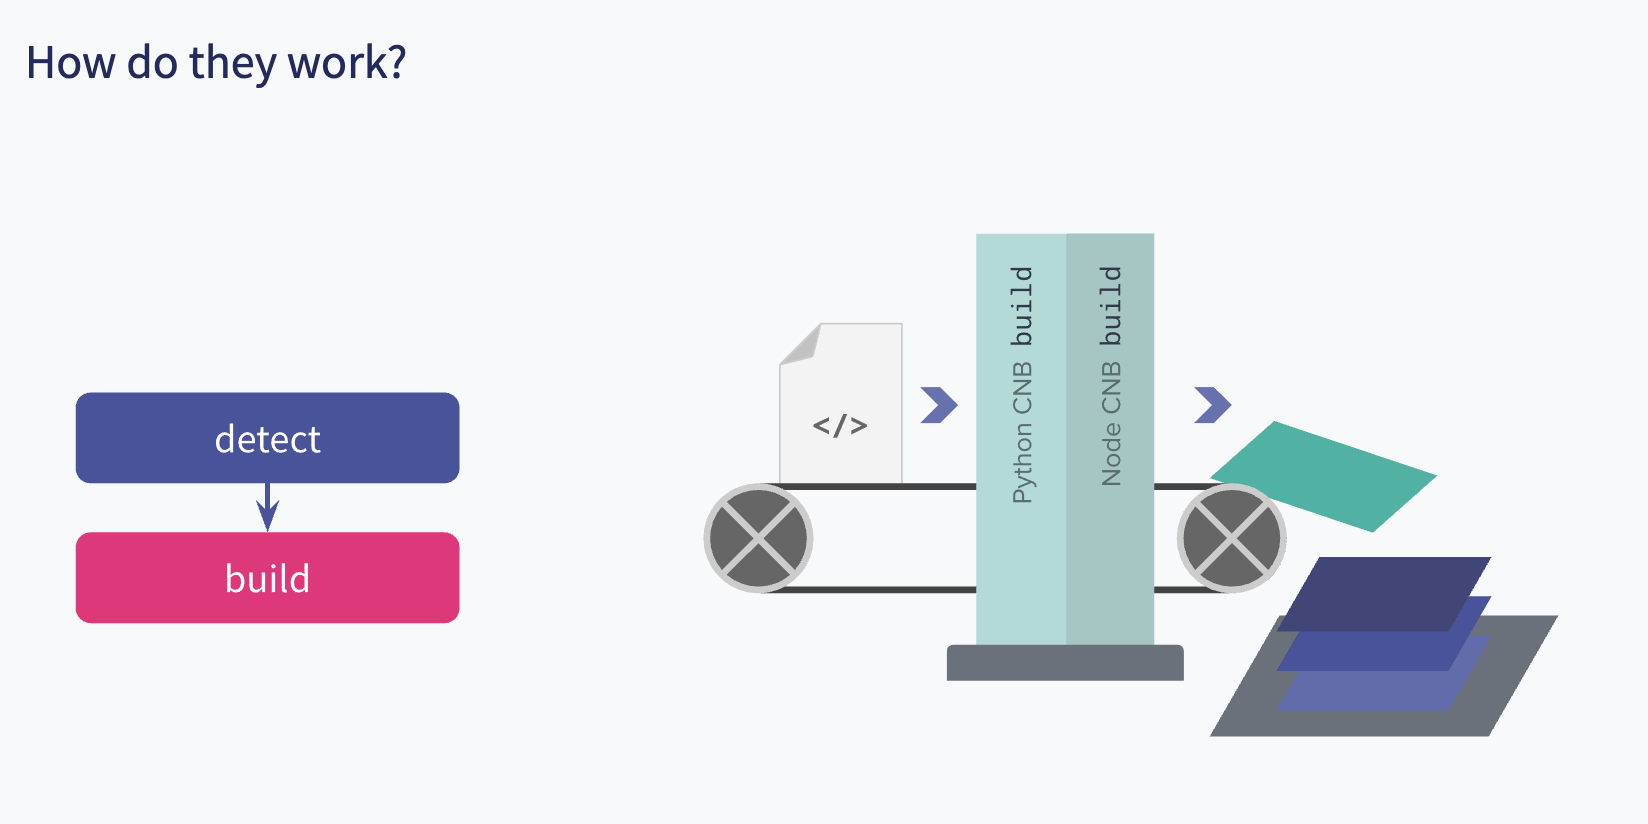 How do they work?
detect
build
</>
Python CNB build
Node CNB build